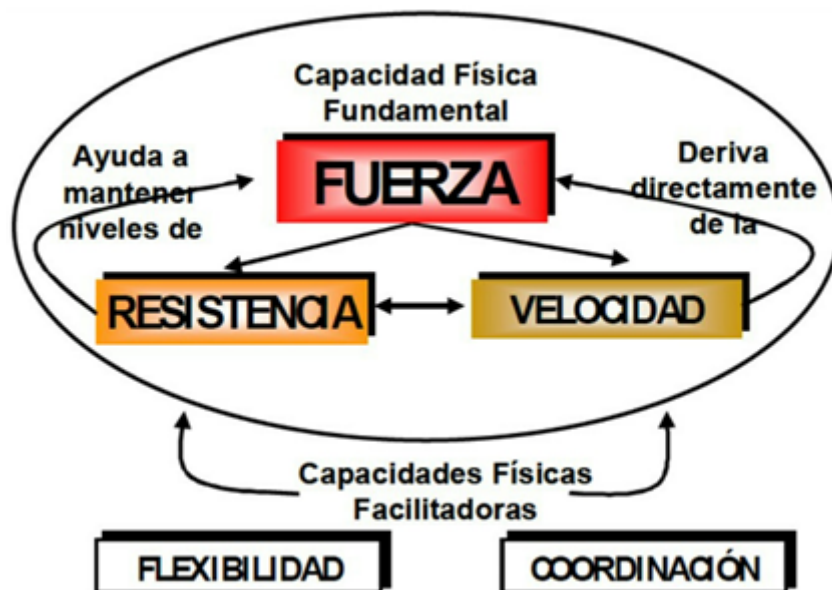 Capacidad Física
Fundamental
FUERZA
Ayuda a
mantener
niveles de
Deriva
directamente
de la
RESISTENCIA
VELOCIDAD
Capacidades Físicas
Facilitadoras
FLEXIBILIDAD
COORDINACIÓN